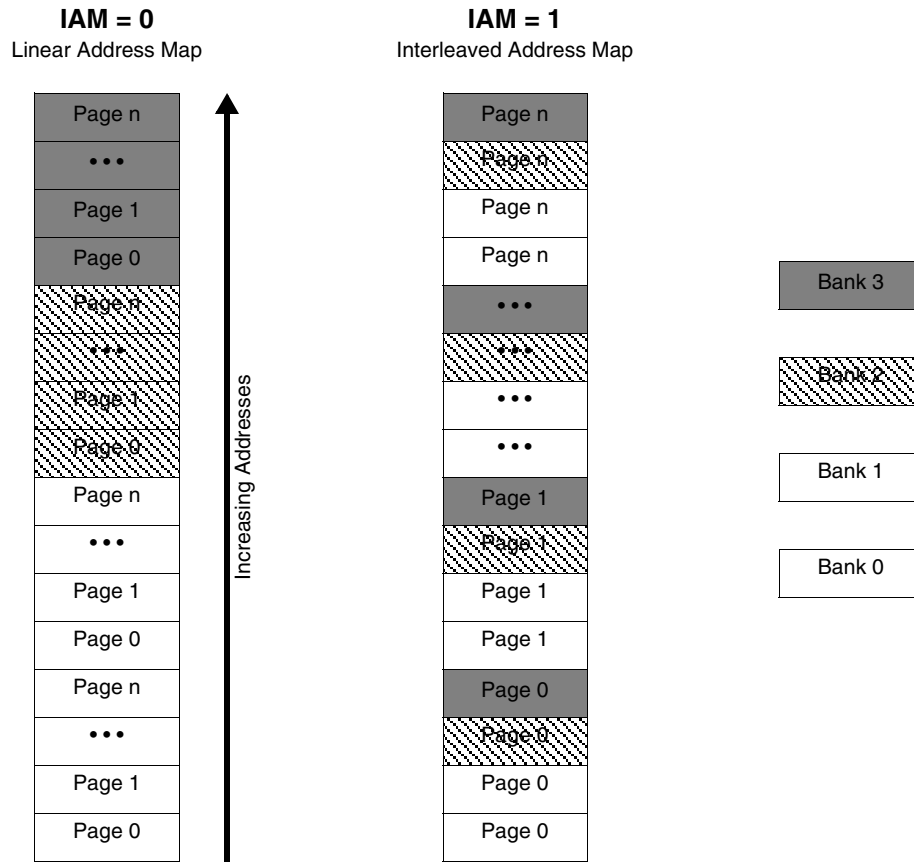 IAM = 0
Linear Address Map
Page n
•••
Page 1
Page 0
Page n
•••
Page 1
Page 0
Page n
•••
Page 1
Page 0
Page n
•••
Page 1
Page 0
Increasing Addresses
IAM = 1
Interleaved Address Map
Page n
Page n
Page n
Page n
•••
•••
•••
•••
Page 1
Page 1
Page 1
Page 1
Page 0
Page 0
Page 0
Page 0
Bank 3
Bank 2
Bank 1
Bank 0